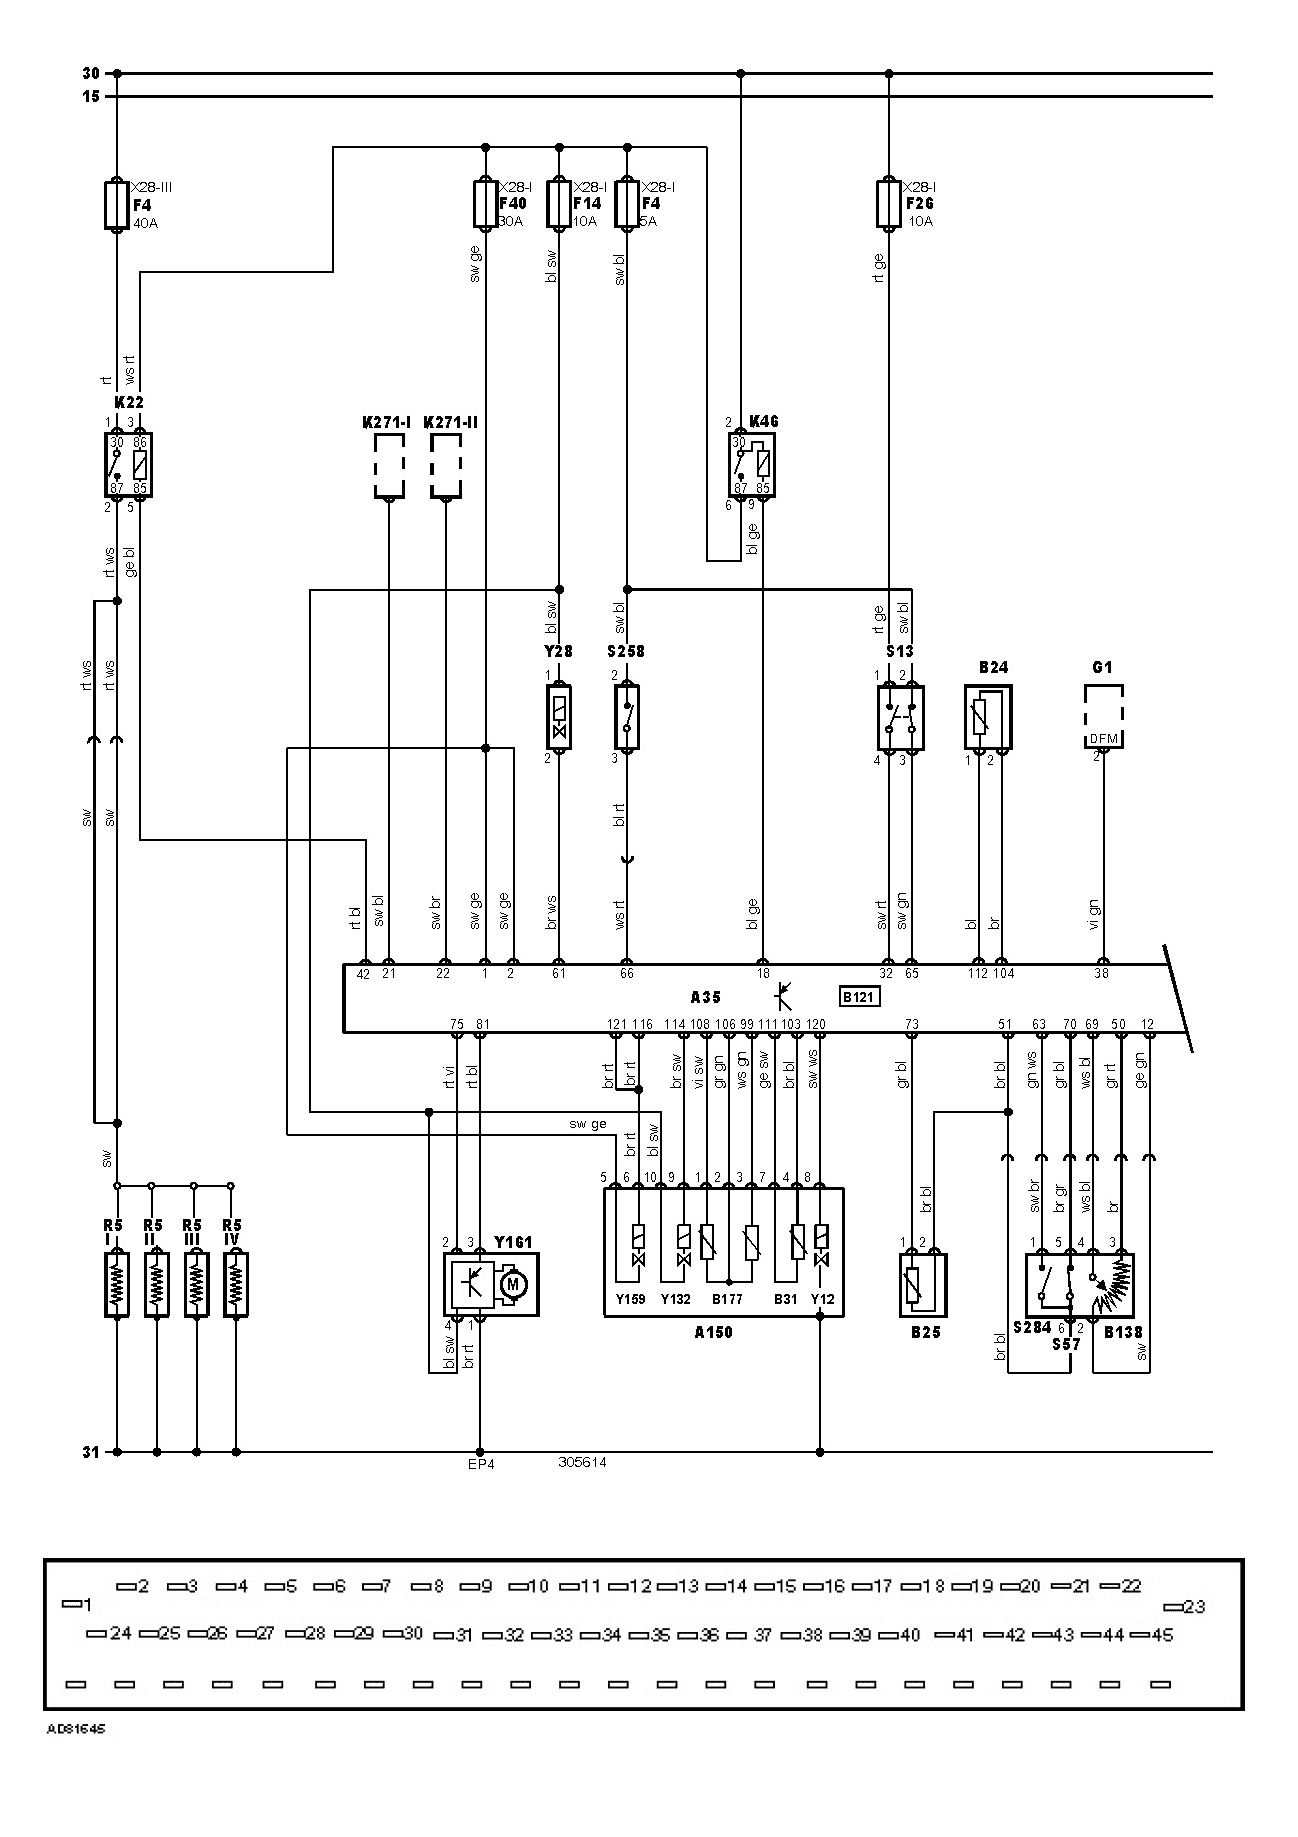 30
15
X28-III
F4
40A
X28-I
F40
30A
X28-I
F14
10A
X28-I
F4
5A
X28-I
F26
10A
sw ge
bl sw
sw bl
rt ge
rt
ws rt
K22
1 3
30 86
87 85
2 5
K271-I
K271-II
2
K46
30
87 85
6 9
rt ws
ge bl
bl ge
bl sw
sw bl
rt ge
sw bl
Y28
S258
S13
B24
G1
1
2
1 2
DFM
2
3
4 3
1 2
2
rt ws
rt ws
sw
sw
bl rt
rt bl
sw bl
sw br
sw ge
sw ge
br ws
ws rt
bl ge
sw rt
sw gn
bl
br
vi gn
42 21 22 1 2 61 66 18 32 65 112 104 38
A35
B121
75 81 121 116 114 108 106 99 111 103 120 73 51 63 70 69 50 12
rt vi
rt bl
br rt
br rt
br sw
vi sw
gr gn
ws gn
ge sw
br bl
sw ws
gr bl
br bl
gn ws
gr bl
ws bl
gr rt
ge gn
sw ge
sw
br rt
bl sw
5 6 10 9 1 2 3 7 4 8
br bl
sw br
br gr
ws bl
br
R5
I
R5
II
R5
III
R5
IV
2 3
Y161
M
4 1
Y159
Y132
B177
B31
Y12
A150
1 2
B25
1 5 4 3
S284
6
2
B138
S57
bl sw
br rt
br bl
sw
31
EP4
305614
2 3 4 5 6 7 8 9 10 11 12 13 14 15 16 17 18 19 20 21 22
1
23
24 25 26 27 28 29 30 31 32 33 34 35 36 37 38 39 40 41 42 43 44 45
AD81645